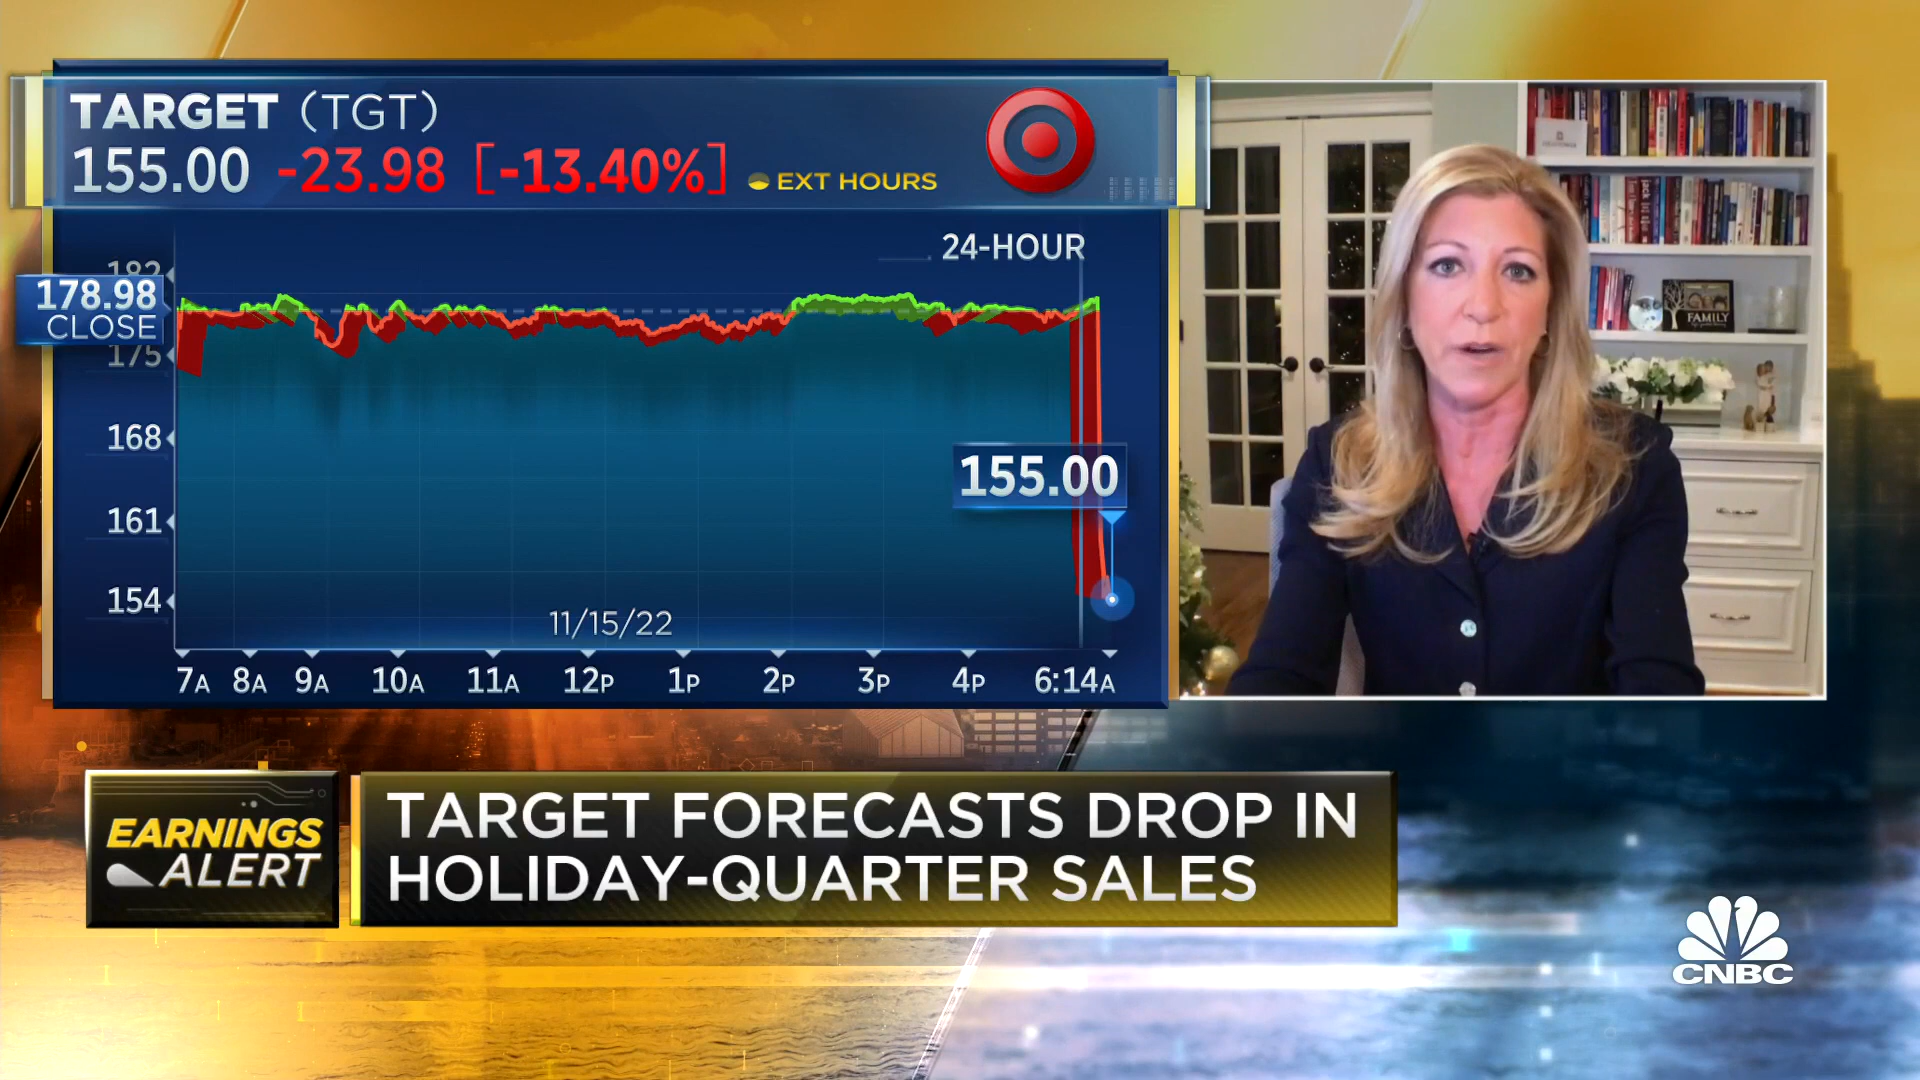 TARGET (TGT)
155.00 -23.98 [-13.40%] EXT HOURS
24-HOUR
182
178.98
CLOSE
175
168
161
154
155.00
11/15/22
7A 8A 9A 10A 11A 12P 1P 2P 3P 4P 6:14A
FAMILY
EARNINGS
ALERT
TARGET FORECASTS DROP IN
HOLIDAY-QUARTER SALES
CNBC